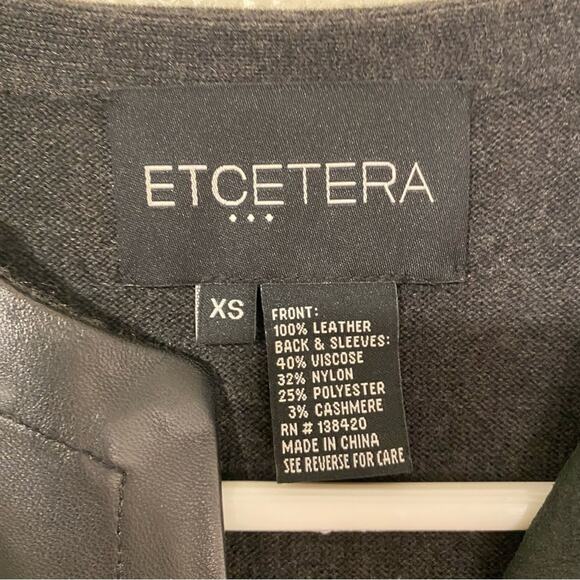 ETCETERA
XS
FRONT:
100% LEATHER
BACK & SLEEVES:
40% VISCOSE
32% NYLON
25% POLYESTER
3% CASHMERE
RN # 138420
MADE IN CHINA
SEE REVERSE FOR CARE